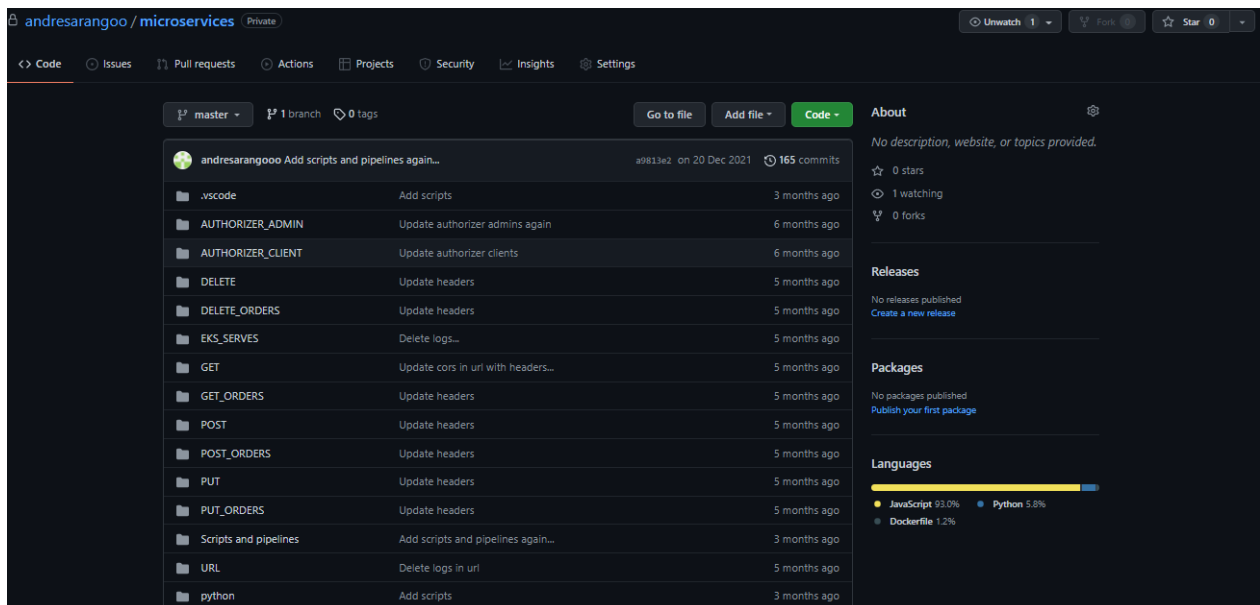 andresarangoo / microservices Private Unwatch 1 Fork 0 Star 0
<> Code Issues Pull requests Actions Projects Security Insights Settings
master 1 branch 0 tags Go to file Add file Code
andresarangooo Add scripts and pipelines again... a9813e2 on 20 Dec 2021 165 commits
.vscode Add scripts 3 months ago
AUTHORIZER_ADMIN Update authorizer admins again 6 months ago
AUTHORIZER_CLIENT Update authorizer clients 6 months ago
DELETE Update headers 5 months ago
DELETE_ORDERS Update headers 5 months ago
EKS_SERVES Delete logs... 5 months ago
GET Update cors in url with headers... 5 months ago
GET_ORDERS Update headers 5 months ago
POST Update headers 5 months ago
POST_ORDERS Update headers 5 months ago
PUT Update headers 5 months ago
PUT_ORDERS Update headers 5 months ago
Scripts and pipelines Add scripts and pipelines again... 3 months ago
URL Delete logs in url 5 months ago
python Add scripts 3 months ago
About
No description, website, or topics provided.
0 stars
1 watching
0 forks
Releases
No releases published
Create a new release
Packages
No packages published
Publish your first package
Languages
JavaScript 93.0% Python 5.8%
Dockerfile 1.2%